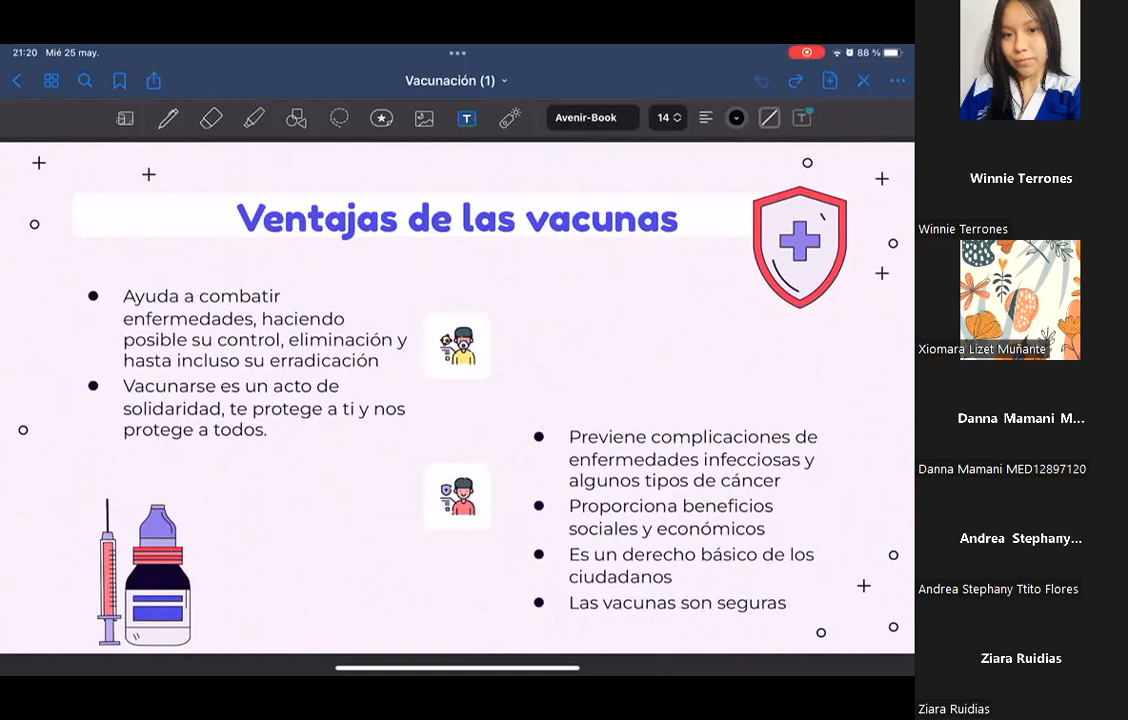 21:20 Mié 25 may.
88 %
Vacunación (1)
Avenir-Book
14
T
T
Ventajas de las vacunas
Ayuda a combatir
enfermedades, haciendo
posible su control, eliminación y
hasta incluso su erradicación
Vacunarse es un acto de
solidaridad, te protege a ti y nos
protege a todos.
Previene complicaciones de
enfermedades infecciosas y
algunos tipos de cáncer
Proporciona beneficios
sociales y económicos
Es un derecho básico de los
ciudadanos
Las vacunas son seguras
Winnie Terrones
Winnie Terrones
Xiomara Lizet Muñante
Danna Mamani M...
Danna Mamani MED12897120
Andrea Stephany...
Andrea Stephany Ttito Flores
Ziara Ruidias
Ziara Ruidias